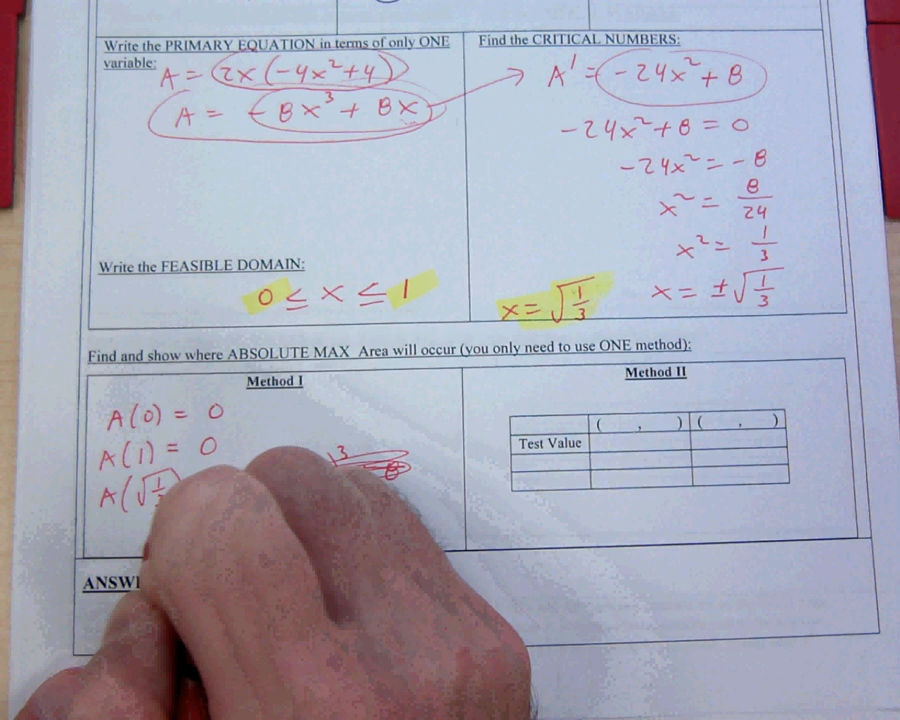 Write the PRIMARY EQUATION in terms of only ONE
variable:
A = 2x(-4x²+4)
A = -8x³ + 8x
Write the FEASIBLE DOMAIN:
0 ≤ x ≤ 1
Find the CRITICAL NUMBERS:
A' = -24x² + 8
-24x² + 8 = 0
-24x² = -8
x² = 8/24
x² = 1/3
x = ±√(1/3)
x = √(1/3)
Find and show where ABSOLUTE MAX Area will occur (you only need to use ONE method):
Method I
A(0) = 0
A(1) = 0
A(√
Method II
( , ) ( , )
Test Value